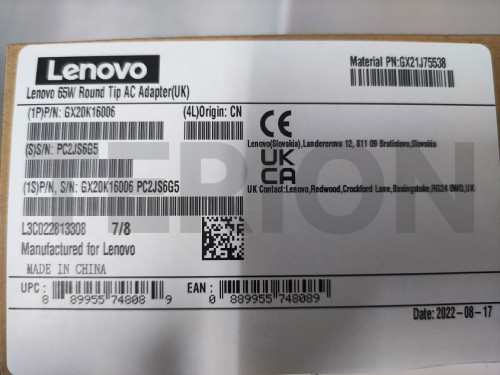 Lenovo
Material PN:GX21J75538
Lenovo 65W Round Tip AC Adapter(UK)
(1P)P/N: GX20K16006
(4L)Origin: CN
CE
Lenovo(Slovakia),Landererova 12, 811 09 Bratislava,Slovakia
(S)S/N: PC2JS6G5
UK
CA
(1S)P/N, S/N: GX20K16006 PC2JS6G5
UK Contact:Lenovo,Redwood,Crockford Lane,Basingstoke,RG24 8WQ,UK
L3C022813308 7/8
Manufactured for Lenovo
MADE IN CHINA
UPC : 8 89955 74808 9
EAN : 0 889955 748089
Date: 2022-08-17